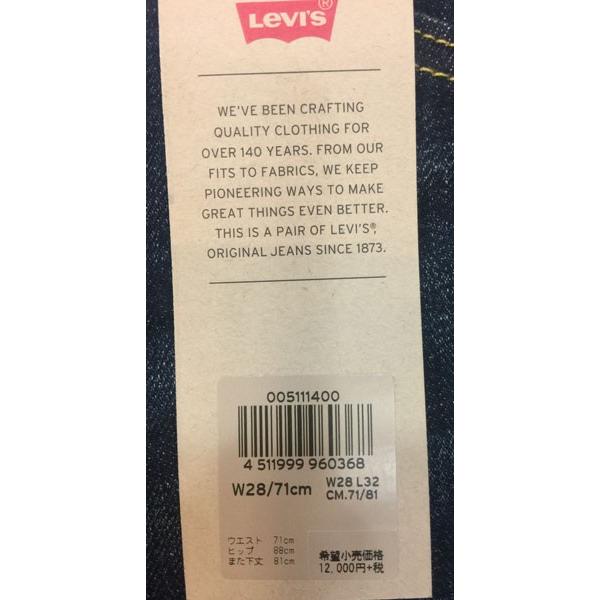 LEVI'S®
WE'VE BEEN CRAFTING
QUALITY CLOTHING FOR
OVER 140 YEARS. FROM OUR
FITS TO FABRICS, WE KEEP
PIONEERING WAYS TO MAKE
GREAT THINGS EVEN BETTER.
THIS IS A PAIR OF LEVI'S®,
ORIGINAL JEANS SINCE 1873.
005111400
4 511999 960368
W28/71cm
W28 L32
CM.71/81
ウエスト 71cm
ヒップ 88cm
また下丈 81cm
希望小売価格
12,000円+税